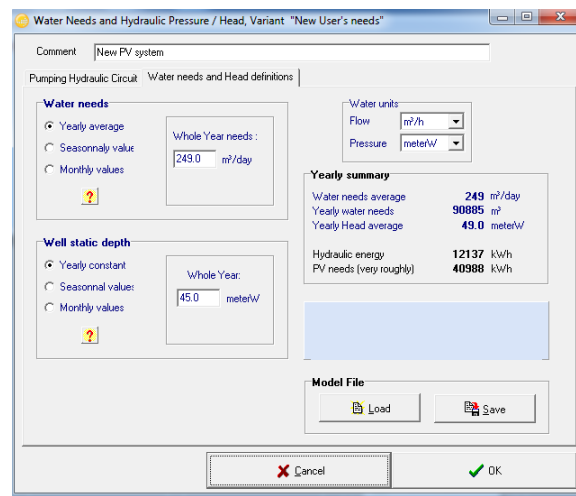 Water Needs and Hydraulic Pressure / Head, Variant "New User's needs"
Comment New PV system
Pumping Hydraulic Circuit Water needs and Head definitions
Water needs
Yearly average
Seasonnaly value
Monthly values
?
Whole Year needs :
249.0 m³/day
Water units
Flow m³/h
Pressure meterW
Yearly summary
Water needs average 249 m³/day
Yearly water needs 90885 m³
Yearly Head average 49.0 meterW
Hydraulic energy 12137 kWh
PV needs (very roughly) 40988 kWh
Well static depth
Yearly constant
Seasonnal values
Monthly values
?
Whole Year:
45.0 meterW
Model File
Load Save
Cancel OK